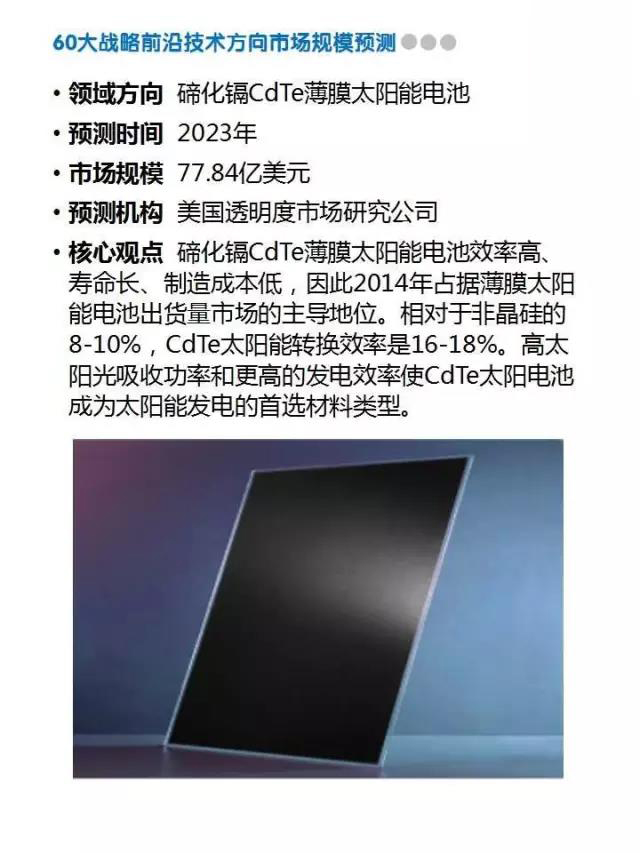 60大战略前沿技术方向市场规模预测
• 领域方向 碲化镉CdTe薄膜太阳能电池
• 预测时间 2023年
• 市场规模 77.84亿美元
• 预测机构 美国透明度市场研究公司
• 核心观点 碲化镉CdTe薄膜太阳能电池效率高、
寿命长、制造成本低，因此2014年占据薄膜太阳
能电池出货量市场的主导地位。相对于非晶硅的
8-10%，CdTe太阳能转换效率是16-18%。高太
阳光吸收功率和更高的发电效率使CdTe太阳电池
成为太阳能发电的首选材料类型。